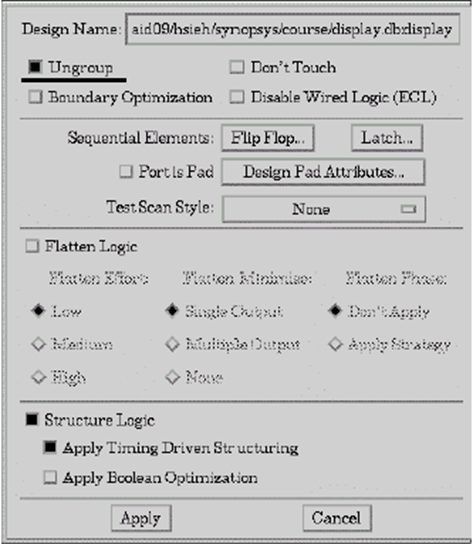 Design Name: aid09/hsieh/synopsys/course/display.db:display
Ungroup Don't Touch
Boundary Optimization Disable Wired Logic (ECL)
Sequential Elements: Flip Flop... Latch...
Port is Pad Design Pad Attributes...
Test Scan Style: None
Flatten Logic
Flatten Effort: Flatten Minimize: Flatten Phase:
Low Single Output Don't Apply
Medium Multiple Output Apply Strategy
High None
Structure Logic
Apply Timing Driven Structuring
Apply Boolean Optimization
Apply Cancel